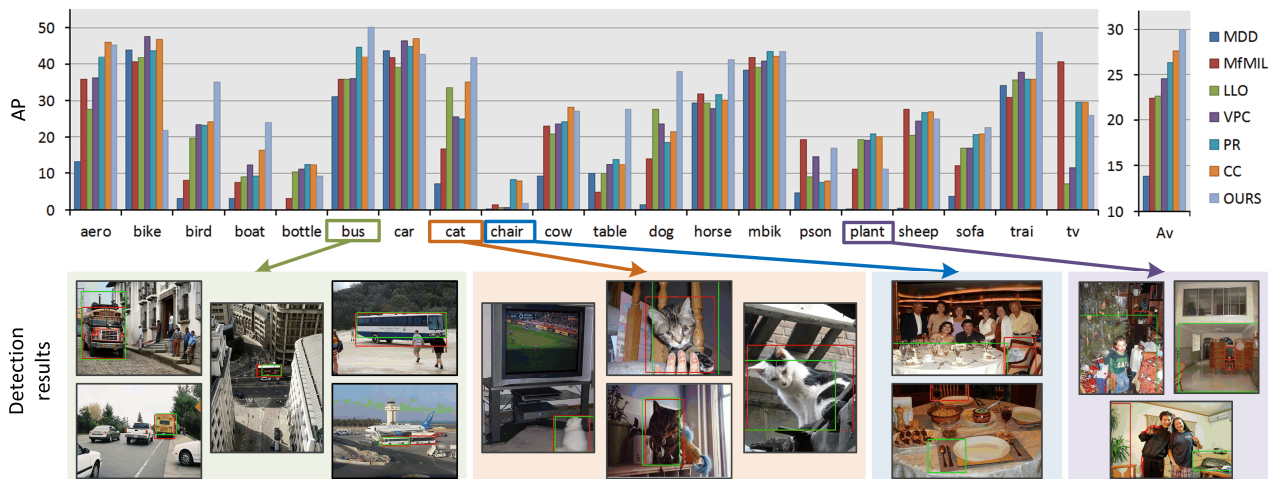 AP
50
40
30
20
10
0
aero bike bird boat bottle bus car cat chair cow table dog horse mbik pson plant sheep sofa trai tv
30
25
20
15
10
Av
MDD
MfMIL
LLO
VPC
PR
CC
OURS
Detection
results